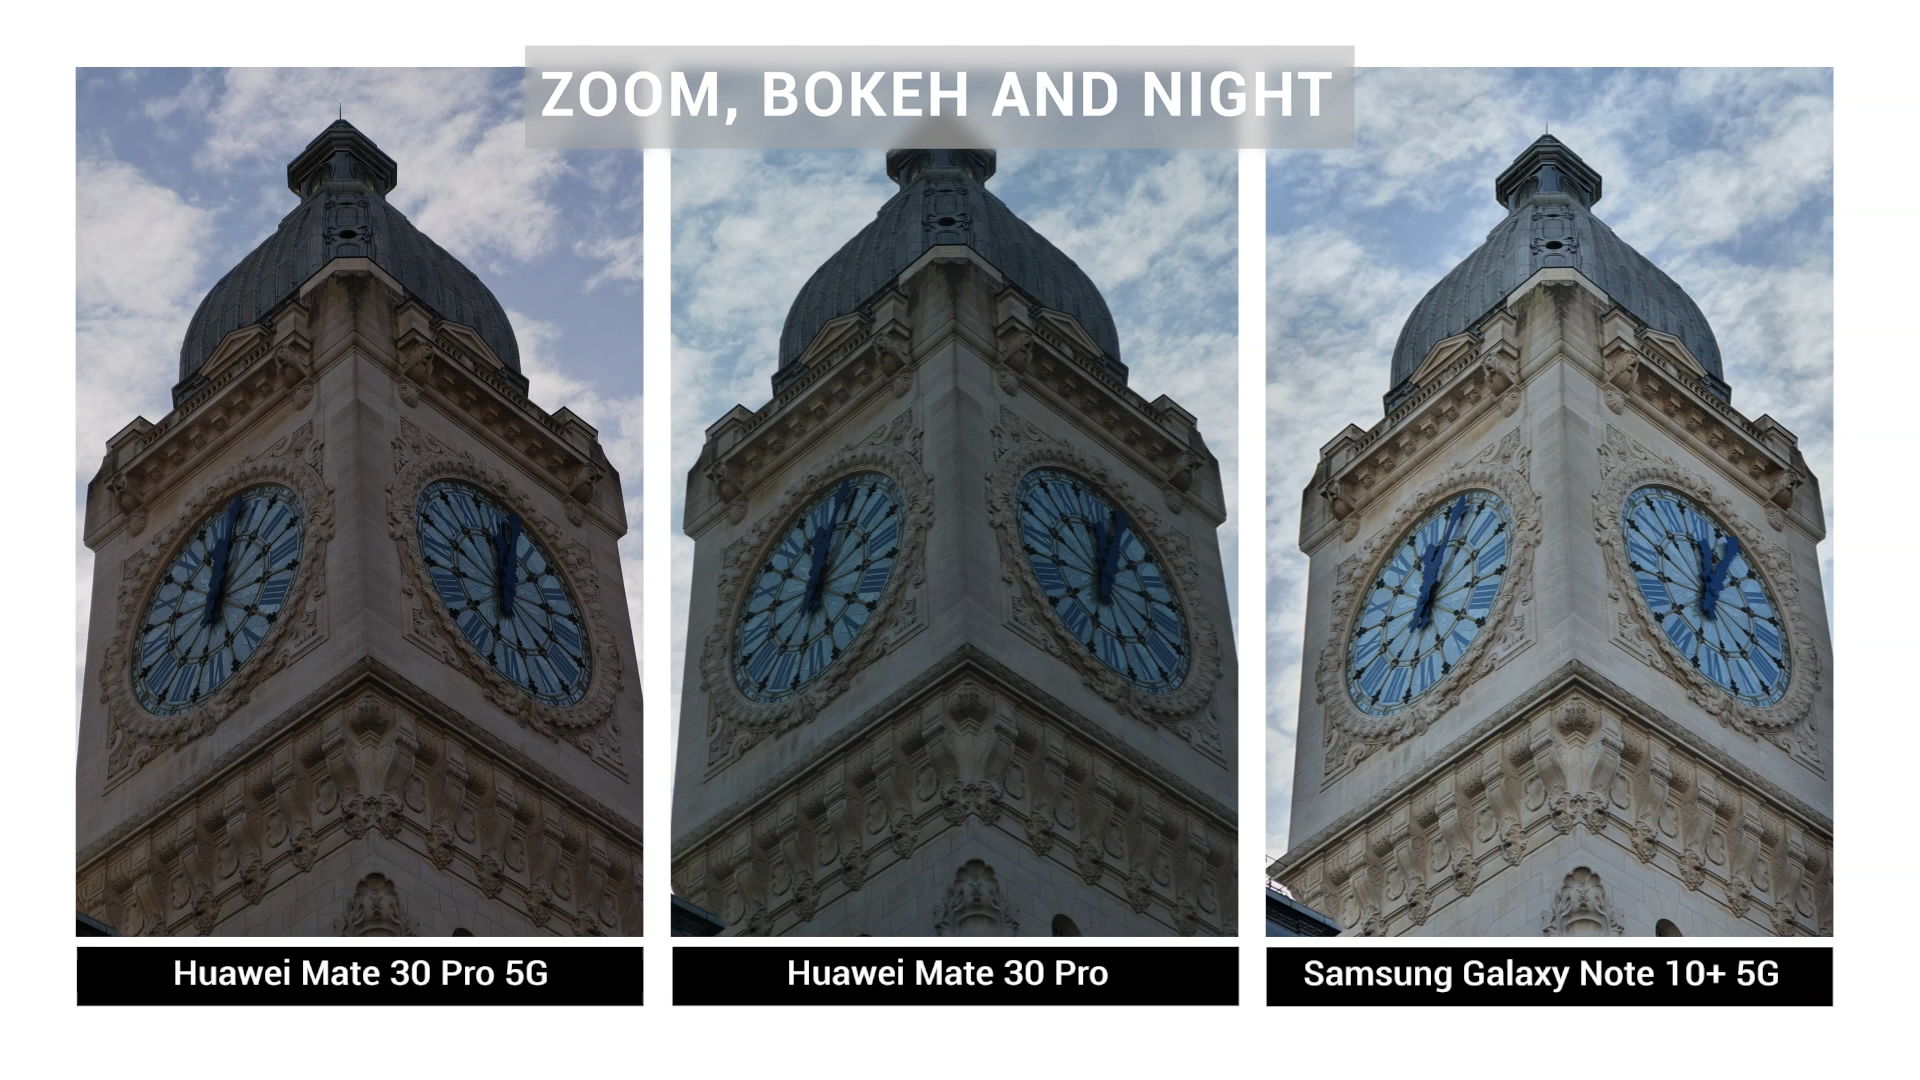 ZOOM, BOKEH AND NIGHT
Huawei Mate 30 Pro 5G
Huawei Mate 30 Pro
Samsung Galaxy Note 10+ 5G